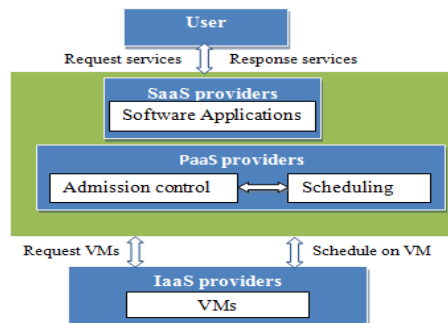 User
Request services Response services
SaaS providers
Software Applications
PaaS providers
Admission control Scheduling
Request VMs Schedule on VM
IaaS providers
VMs